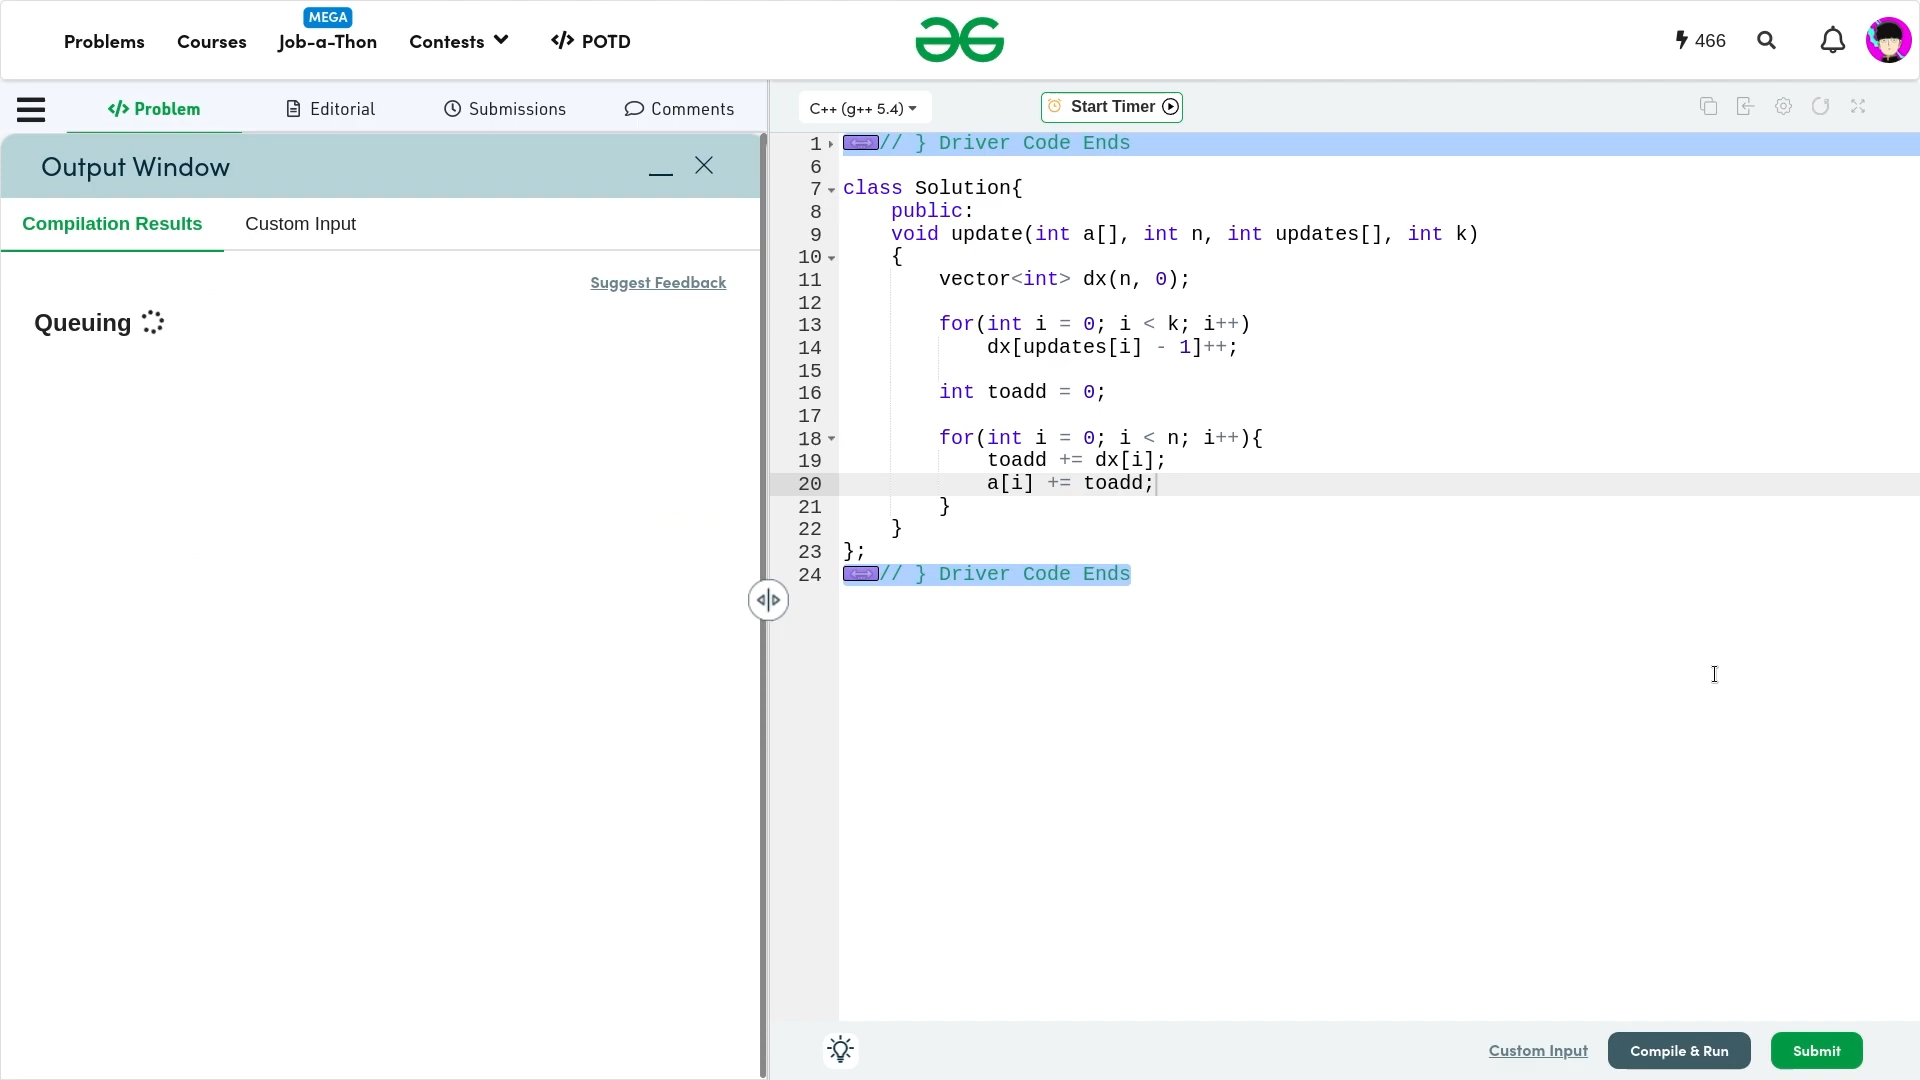 MEGA
Problems Courses Job-a-Thon Contests POTD
466
Problem Editorial Submissions Comments
Output Window
Compilation Results Custom Input
Suggest Feedback
Queuing
C++ (g++ 5.4) Start Timer
1 // } Driver Code Ends
6
7 class Solution{
8 public:
9 void update(int a[], int n, int updates[], int k)
10 {
11 vector<int> dx(n, 0);
12
13 for(int i = 0; i < k; i++)
14 dx[updates[i] - 1]++;
15
16 int toadd = 0;
17
18 for(int i = 0; i < n; i++){
19 toadd += dx[i];
20 a[i] += toadd;
21 }
22 }
23 };
24 // } Driver Code Ends
Custom Input Compile & Run Submit